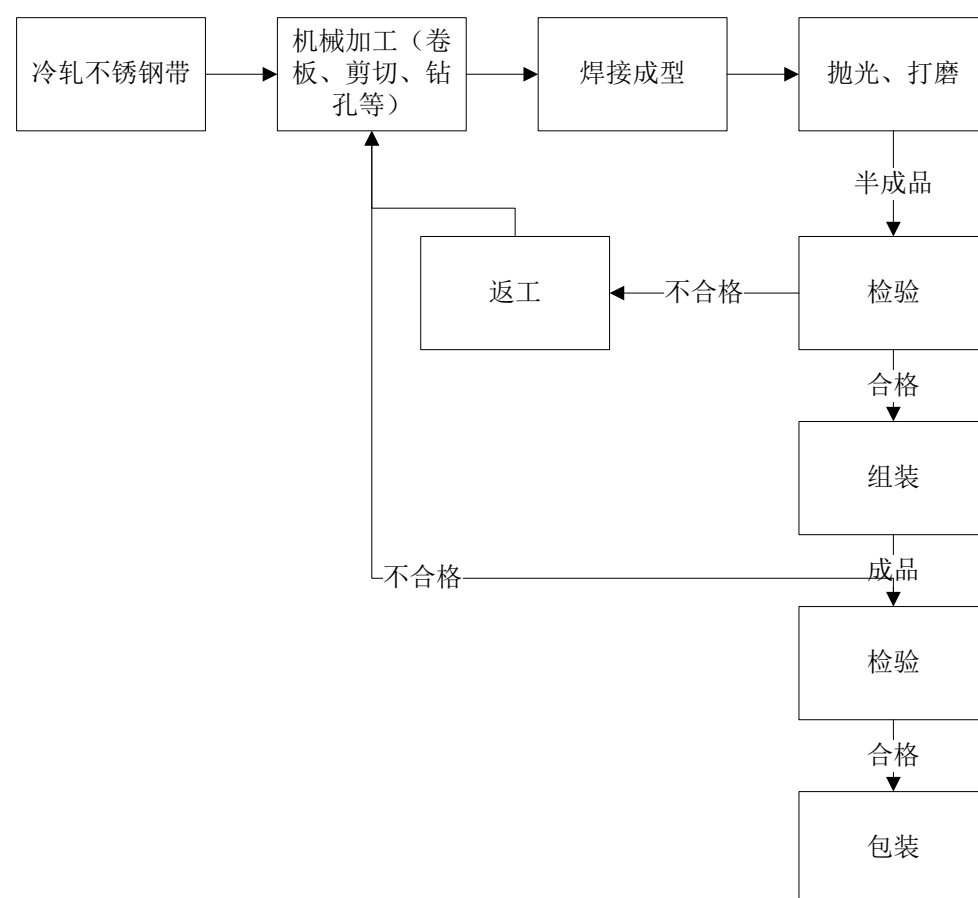 冷轧不锈钢带
机械加工（卷
板、剪切、钻
孔等）
焊接成型
抛光、打磨
半成品
返工
不合格
检验
合格
组装
成品
不合格
检验
合格
包装